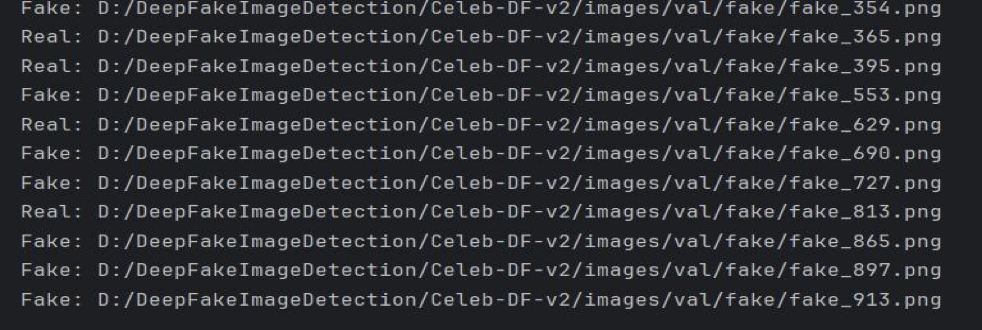 Fake: D:/DeepFakeImageDetection/Celeb-DF-v2/images/val/fake/fake_354.png
Real: D:/DeepFakeImageDetection/Celeb-DF-v2/images/val/fake/fake_365.png
Real: D:/DeepFakeImageDetection/Celeb-DF-v2/images/val/fake/fake_395.png
Fake: D:/DeepFakeImageDetection/Celeb-DF-v2/images/val/fake/fake_553.png
Real: D:/DeepFakeImageDetection/Celeb-DF-v2/images/val/fake/fake_629.png
Fake: D:/DeepFakeImageDetection/Celeb-DF-v2/images/val/fake/fake_690.png
Fake: D:/DeepFakeImageDetection/Celeb-DF-v2/images/val/fake/fake_727.png
Real: D:/DeepFakeImageDetection/Celeb-DF-v2/images/val/fake/fake_813.png
Fake: D:/DeepFakeImageDetection/Celeb-DF-v2/images/val/fake/fake_865.png
Fake: D:/DeepFakeImageDetection/Celeb-DF-v2/images/val/fake/fake_897.png
Fake: D:/DeepFakeImageDetection/Celeb-DF-v2/images/val/fake/fake_913.png